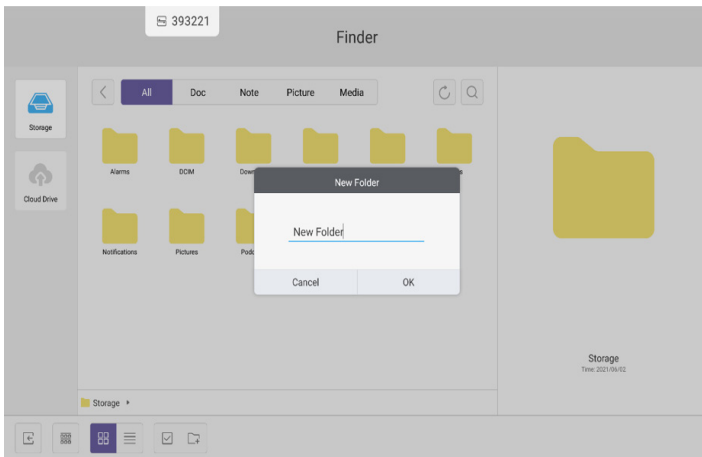 393221
Finder
All Doc Note Picture Media
Storage
Cloud Drive
Alarms DCIM
Notifications Pictures
New Folder
New Folder
Cancel OK
Storage
Time: 2021/06/02
Storage